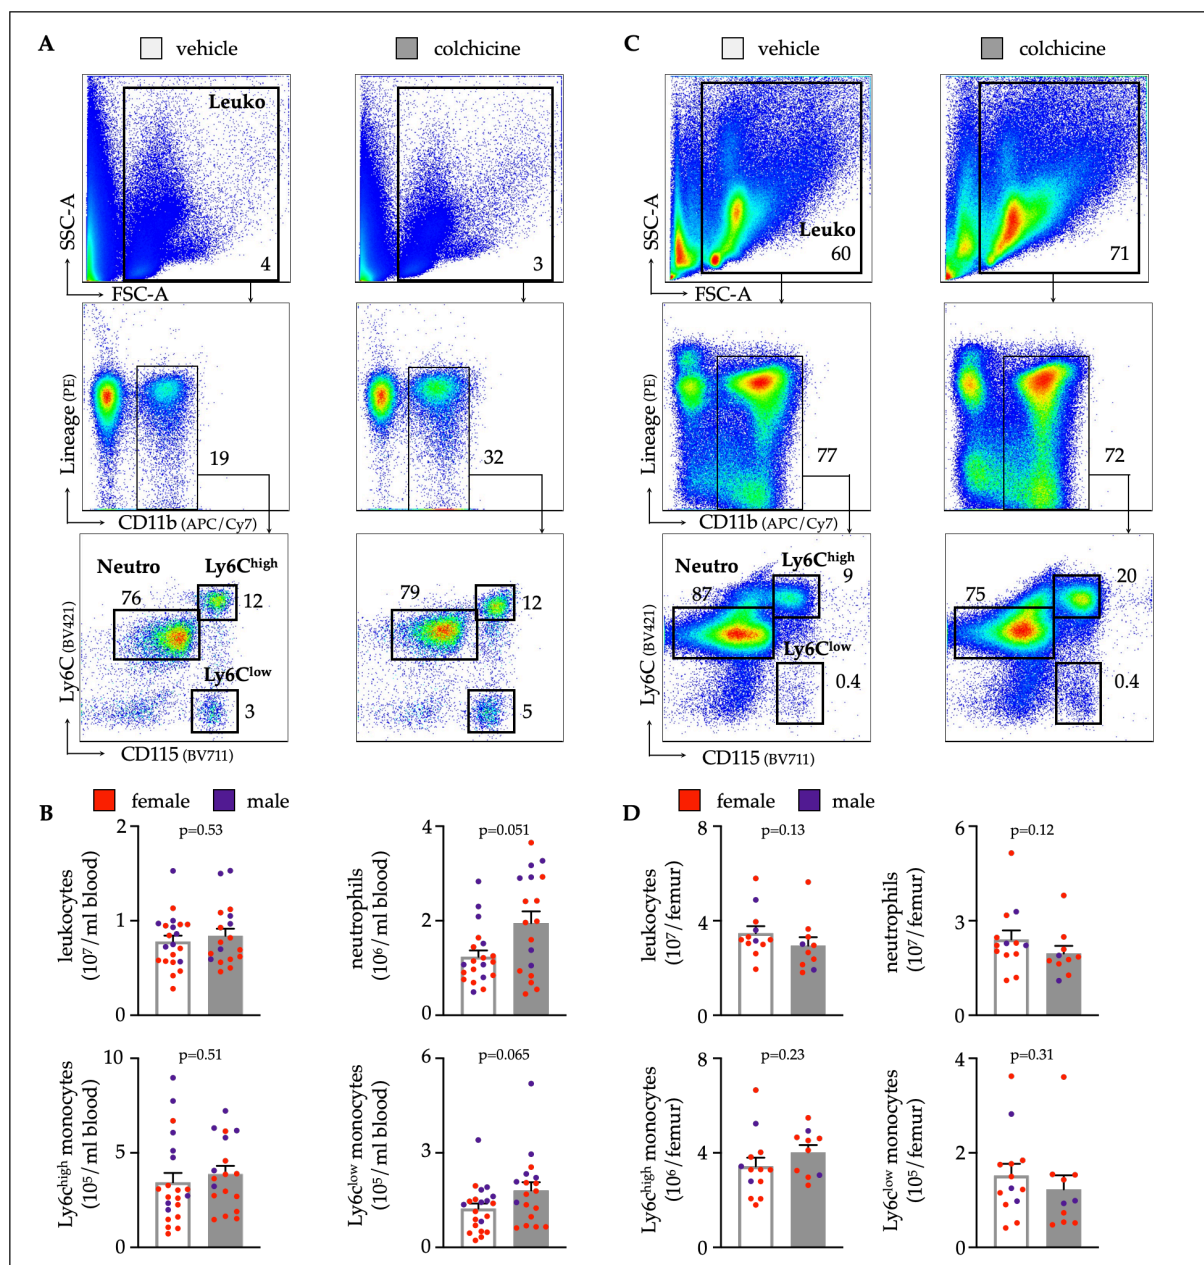 A
vehicle
colchicine
C
vehicle
colchicine
Leuko
4
3
SSC-A
FSC-A
Leuko
60
71
SSC-A
FSC-A
19
32
Lineage (PE)
CD11b (APC/Cy7)
77
72
Lineage (PE)
CD11b (APC/Cy7)
Neutro
Ly6Chigh
76
12
79
12
Ly6Clow
3
5
Ly6C (BV421)
CD115 (BV711)
Neutro
Ly6Chigh
87
9
75
20
Ly6Clow
0.4
0.4
Ly6C (BV421)
CD115 (BV711)
B
female
male
D
female
male
p=0.53
leukocytes
(10⁷/ml blood)
2
1
0
p=0.051
neutrophils
(10⁶/ml blood)
4
2
0
p=0.13
leukocytes
(10⁷/femur)
8
4
0
p=0.12
neutrophils
(10⁷/femur)
6
3
0
p=0.51
Ly6chigh monocytes
(10⁵/ml blood)
10
5
0
p=0.065
Ly6clow monocytes
(10⁵/ml blood)
6
3
0
p=0.23
Ly6chigh monocytes
(10⁶/femur)
8
4
0
p=0.31
Ly6clow monocytes
(10⁵/femur)
4
2
0